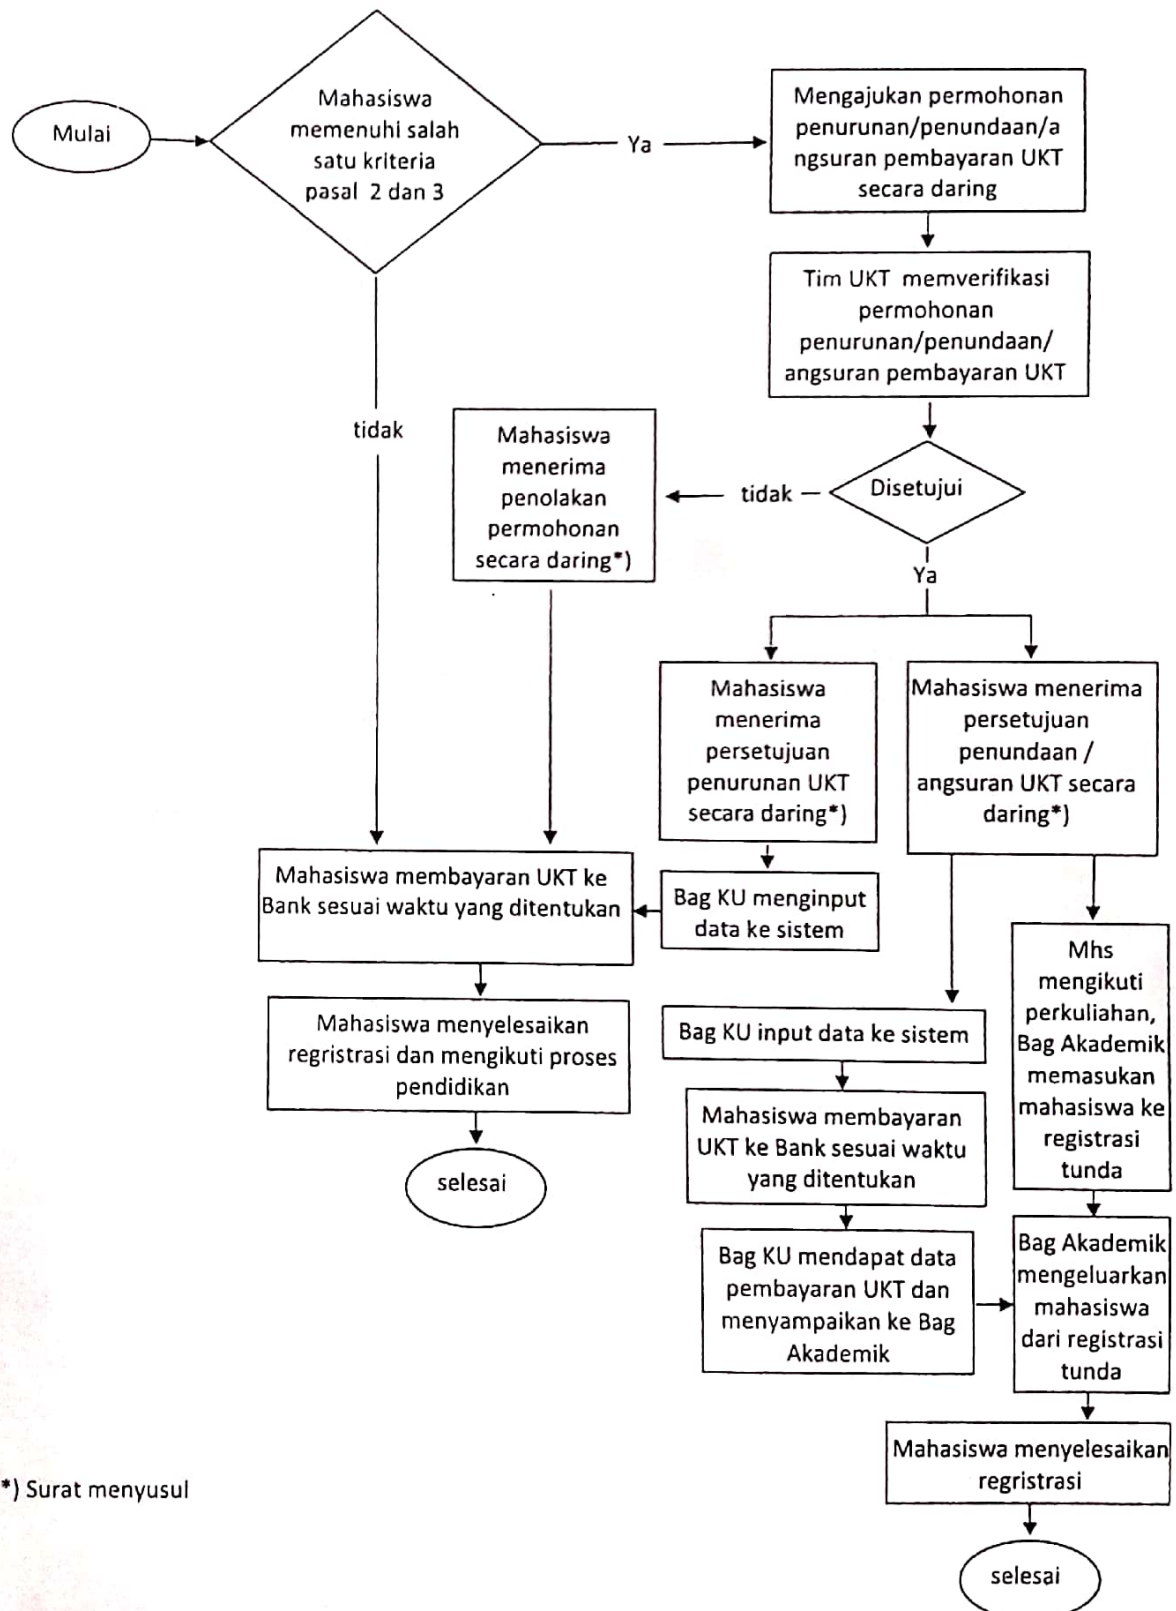 Mulai
Mahasiswa
memenuhi salah
satu kriteria
pasal 2 dan 3
Ya
Mengajukan permohonan
penurunan/penundaan/a
ngsuran pembayaran UKT
secara daring
Tim UKT memverifikasi
permohonan
penurunan/penundaan/
angsuran pembayaran UKT
tidak
Mahasiswa
menerima
penolakan
permohonan
secara daring*)
tidak
Disetujui
Ya
Mahasiswa
menerima
persetujuan
penurunan UKT
secara daring*)
Mahasiswa menerima
persetujuan
penundaan /
angsuran UKT secara
daring*)
Mahasiswa membayaran UKT ke
Bank sesuai waktu yang ditentukan
Bag KU menginput
data ke sistem
Mhs
mengikuti
perkuliahan,
Bag Akademik
memasukan
mahasiswa ke
registrasi
tunda
Mahasiswa menyelesaikan
regristrasi dan mengikuti proses
pendidikan
Bag KU input data ke sistem
Mahasiswa membayaran
UKT ke Bank sesuai waktu
yang ditentukan
selesai
Bag KU mendapat data
pembayaran UKT dan
menyampaikan ke Bag
Akademik
Bag Akademik
mengeluarkan
mahasiswa
dari registrasi
tunda
Mahasiswa menyelesaikan
regristrasi
*) Surat menyusul
selesai